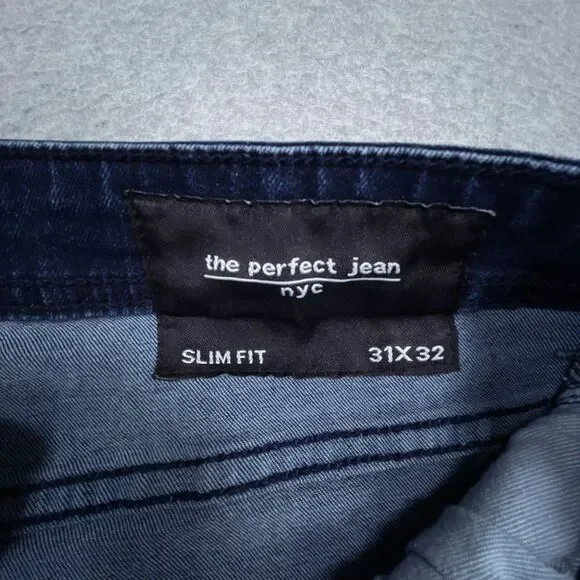 the perfect jean
nyc
SLIM FIT 31X32